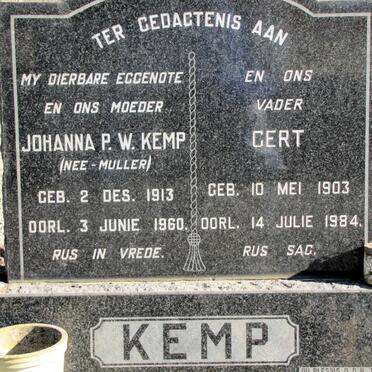 TER GEDAGTENIS AAN
MY DIERBARE EGGENOTE
EN ONS MOEDER
JOHANNA P. W. KEMP
(NEE - MULLER)
GEB. 2 DES. 1913
OORL. 3 JUNIE 1960.
RUS IN VREDE.
EN ONS
VADER
GERT
GEB. 10 MEI 1903
OORL. 14 JULIE 1984.
RUS SAG.
KEMP